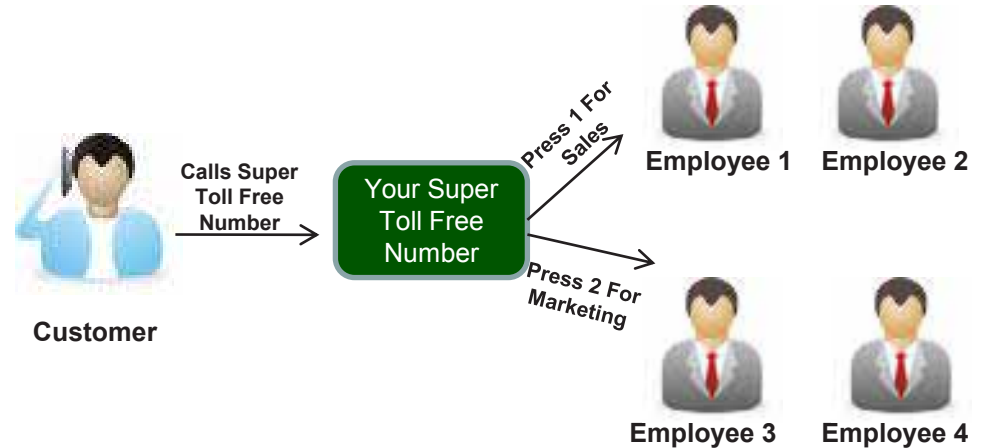 Calls Super
Toll Free
Number
Customer
Your Super
Toll Free
Number
Press 1 For
Sales
Employee 1
Employee 2
Press 2 For
Marketing
Employee 3
Employee 4